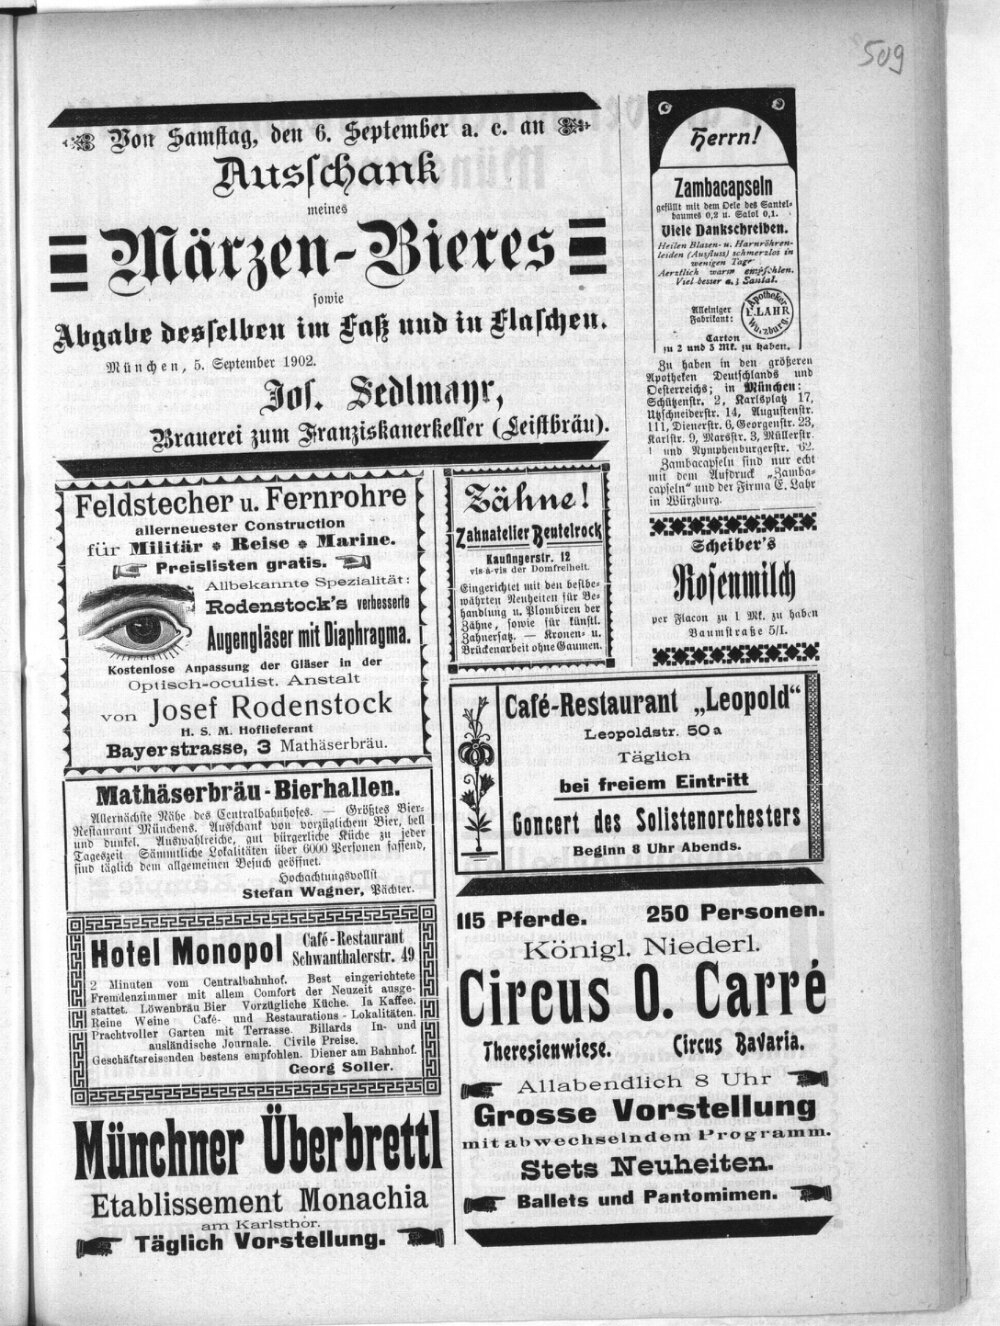 509
Von Samstag, den 6. September a. c. an
Ausschank
meines
Märzen-Bieres
sowie
Abgabe desselben im Faß und in Flaschen.
München, 5. September 1902.
Jos. Sedlmayr,
Brauerei zum Franziskanerkeller (Leistbräu).
Herrn!
Zambacapseln
gefüllt mit dem Oele des Santel-
baumes 0,2 u. Salol 0,1.
Viele Dankschreiben.
Heilen Blasen- u. Harnröhren-
leiden (Ausfluss) schmerzlos in
wenigen Tagen
Aerztlich warm empfohlen.
Viel besser a. j Santal.
Alleiniger
Fabrikant:
Apotheker
E. LAHR
Würzburg.
Carton
zu 2 und 3 Mk. zu haben.
Zu haben in den größeren
Apotheken Deutschlands und
Oesterreichs; in München:
Schützenstr. 2, Karlsplatz 17,
Utzschneiderstr. 14, Augustenstr.
111, Dienerstr. 6, Georgenstr. 23,
Karlstr. 9, Marsstr. 3, Müllerstr.
1 und Nymphenburgerstr. 62.
Zambacapseln sind nur echt
mit dem Aufdruck „Zamba-
capseln" und der Firma E. Lahr
in Würzburg.
Scheiber's
Rosenmilch
per Flacon zu 1 Mk. zu haben
Baumstraße 5/I.
Feldstecher u. Fernrohre
allerneuester Construction
für Militär * Reise * Marine.
Preislisten gratis.
Allbekannte Spezialität:
Rodenstock's verbesserte
Augengläser mit Diaphragma.
Kostenlose Anpassung der Gläser in der
Optisch-oculist. Anstalt
von Josef Rodenstock
H. S. M. Hoflieferant
Bayerstrasse, 3 Mathäserbräu.
Zähne!
Zahnatelier Beutelrock
Kaufingerstr. 12
vis-à-vis der Domfreiheit.
Eingerichtet mit den bestbe-
währten Neuheiten für Be-
handlung u. Plombiren der
Zähne, sowie für künstl.
Zahnersatz. — Kronen- u.
Brückenarbeit ohne Gaumen.
Mathäserbräu-Bierhallen.
Allernächste Nähe des Centralbahnhofes. — Größtes Bier-
Restaurant Münchens. Ausschank von vorzüglichem Bier, hell
und dunkel. Auswahlreiche, gut bürgerliche Küche zu jeder
Tageszeit Sämmtliche Lokalitäten über 6000 Personen fassend,
sind täglich dem allgemeinen Besuch geöffnet.
Hochachtungsvollst
Stefan Wagner, Pächter.
Café-Restaurant „Leopold“
Leopoldstr. 50a
Täglich
bei freiem Eintritt
Concert des Solistenorchesters
Beginn 8 Uhr Abends.
Hotel Monopol Café-Restaurant
Schwanthalerstr. 49
2 Minuten vom Centralbahnhof. Best eingerichtete
Fremdenzimmer mit allem Comfort der Neuzeit ausge-
stattet. Löwenbräu Bier Vorzügliche Küche. Ia Kaffee.
Reine Weine Café- und Restaurations-Lokalitäten.
Prachtvoller Garten mit Terrasse. Billards In- und
ausländische Journale. Civile Preise.
Geschäftsreisenden bestens empfohlen. Diener am Bahnhof.
Georg Soller.
Münchner Überbrettl
Etablissement Monachia
am Karlsthor.
Täglich Vorstellung.
115 Pferde. 250 Personen.
Königl. Niederl.
Circus O. Carré
Theresienwiese. Circus Bavaria.
Allabendlich 8 Uhr
Grosse Vorstellung
mit abwechselndem Programm.
Stets Neuheiten.
Ballets und Pantomimen.